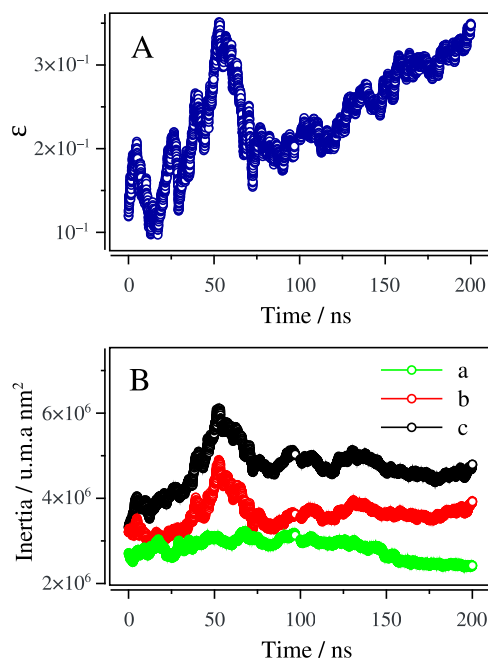 A
ε
3×10⁻¹
2×10⁻¹
10⁻¹
0 50 100 150 200
Time / ns
B
a
b
c
Inertia / u.m.a nm²
6×10⁶
4×10⁶
2×10⁶
0 50 100 150 200
Time / ns